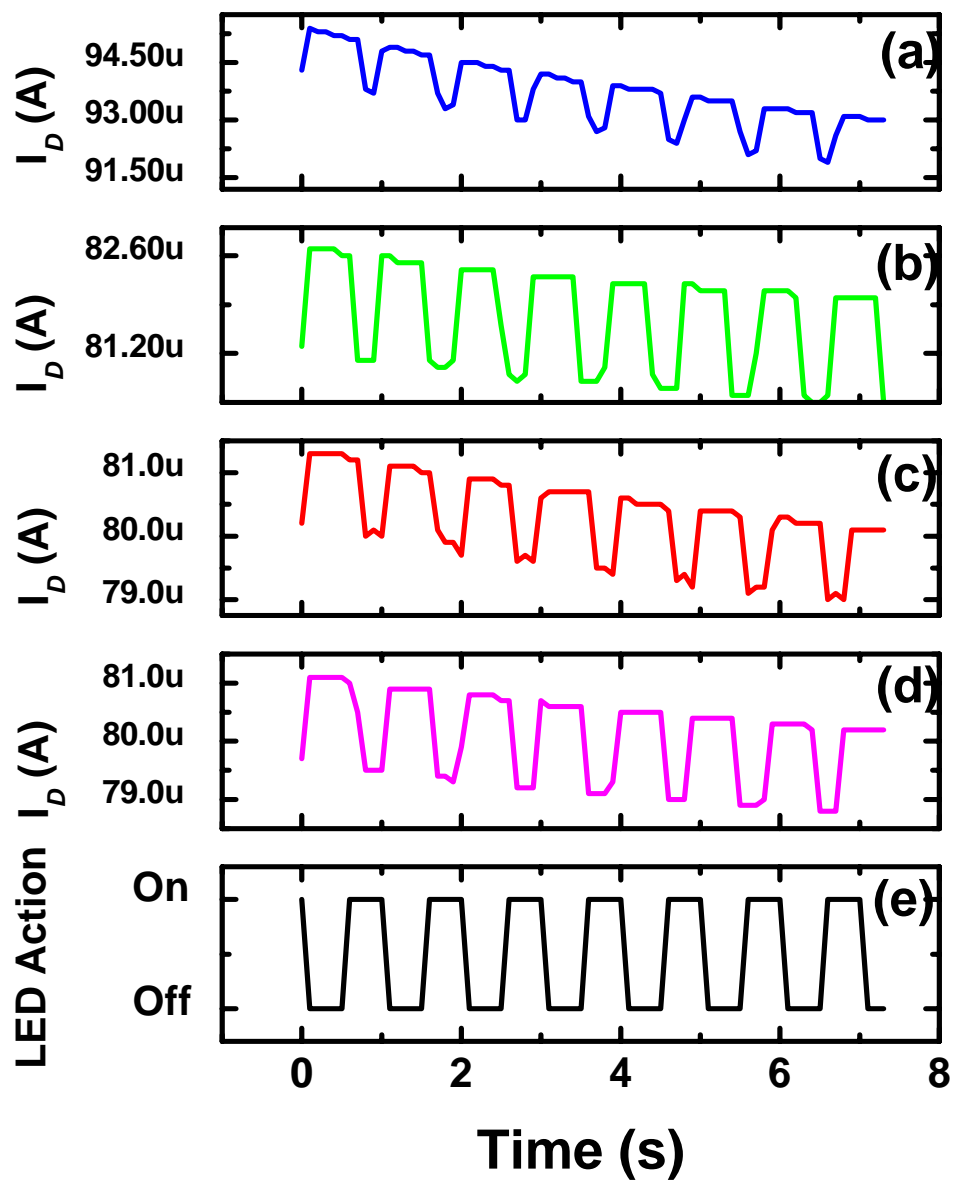 I_D (A)
94.50u
93.00u
91.50u
(a)
I_D (A)
82.60u
81.20u
(b)
I_D (A)
81.0u
80.0u
79.0u
(c)
I_D (A)
81.0u
80.0u
79.0u
(d)
LED Action
On
Off
(e)
0 2 4 6 8
Time (s)